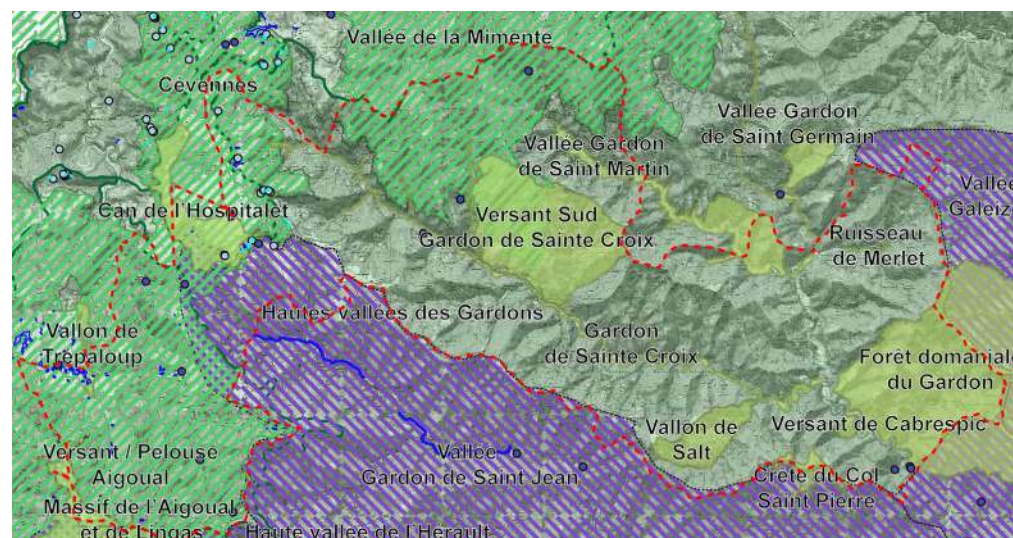 Vallée de la Mimente
Cévennes
Vallée Gardon
de Saint Germain
Vallée Gardon
de Saint Martin
Vallée
Galeiz
Can de l'Hospitalet
Versant Sud
Gardon de Sainte Croix
Ruisseau
de Merlet
Hautes vallées des Gardons
Vallon de
Trépaloup
Gardon
de Sainte Croix
Forêt domaniale
du Gardon
Vallon de
Salt
Versant de Cabrespic
Versant / Pelouse
Aigoual
Vallée
Gardon de Saint Jean
Crête du Col
Saint Pierre
Massif de l'Aigoual
et de Lingas
Haute vallée de l'Hérault